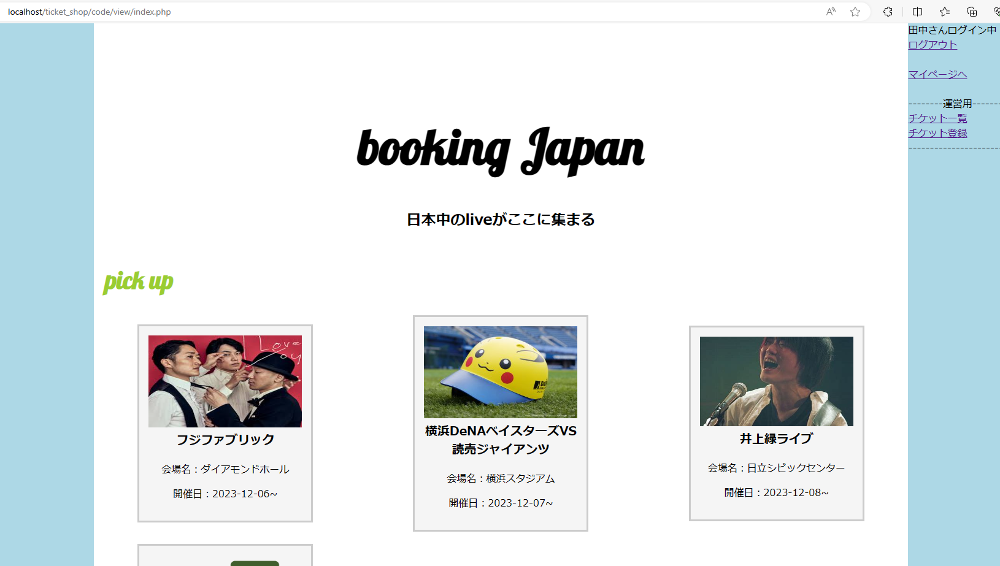 localhost/ticket_shop/code/view/index.php
田中さんログイン中
ログアウト
マイページへ
--------運営用-------
チケット一覧
チケット登録
---------------------
booking Japan
日本中のliveがここに集まる
pick up
Love
oy
フジファブリック
会場名：ダイアモンドホール
開催日：2023-12-06~
横浜DeNAベイスターズVS
読売ジャイアンツ
会場名：横浜スタジアム
開催日：2023-12-07~
井上緑ライブ
会場名：日立シビックセンター
開催日：2023-12-08~